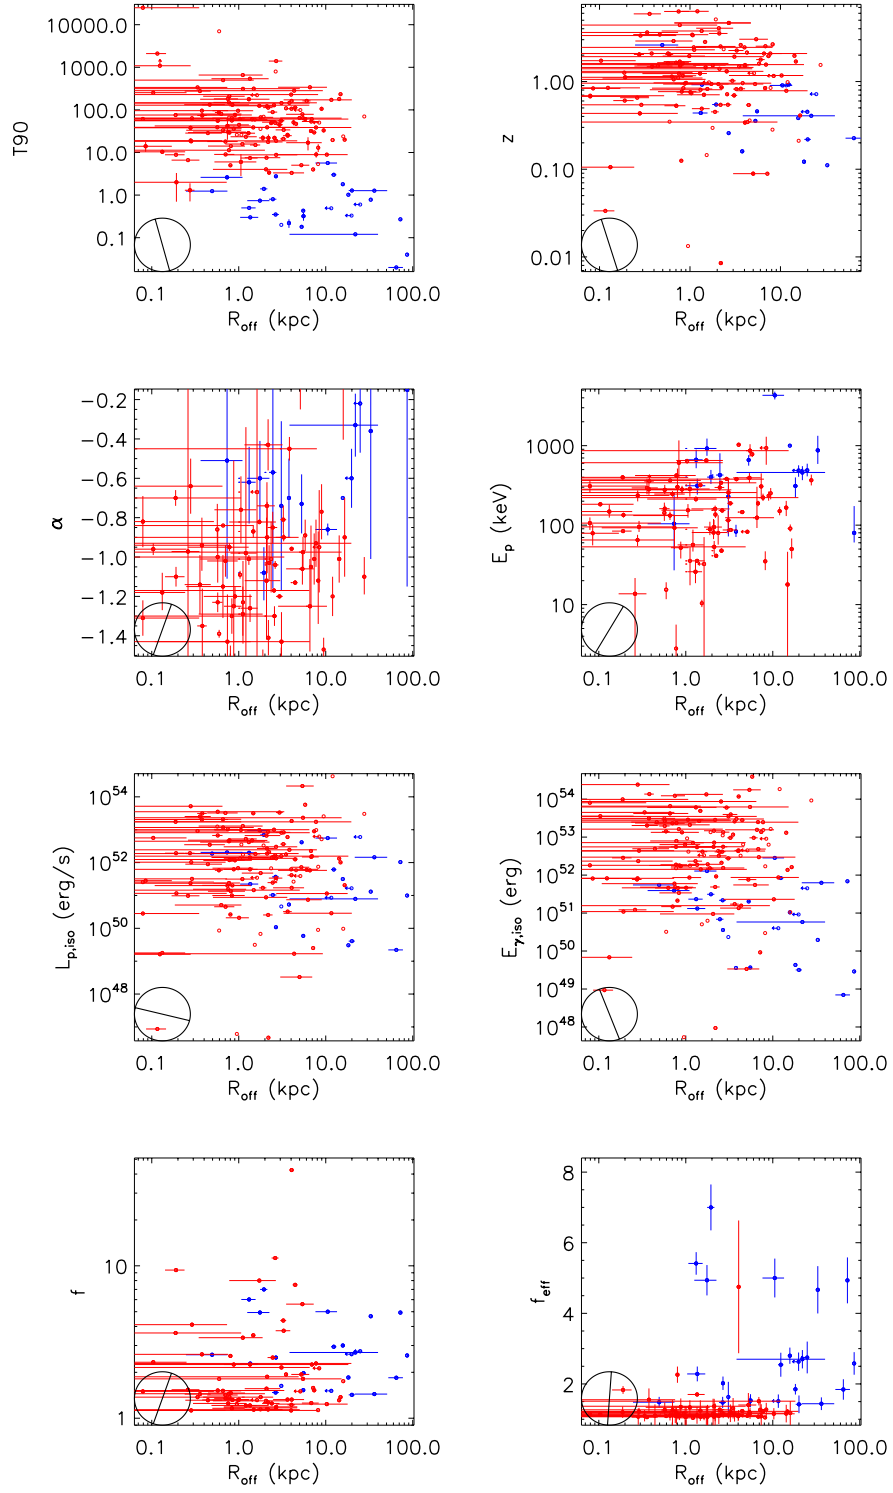 T90
10000.0
1000.0
100.0
10.0
1.0
0.1
0.1 1.0 10.0 100.0
R_off (kpc)
z
1.00
0.10
0.01
0.1 1.0 10.0
R_off (kpc)
α
−0.2
−0.4
−0.6
−0.8
−1.0
−1.2
−1.4
0.1 1.0 10.0 100.0
R_off (kpc)
E_p (keV)
1000
100
10
0.1 1.0 10.0 100.0
R_off (kpc)
L_p,iso (erg/s)
10^54
10^52
10^50
10^48
0.1 1.0 10.0 100.0
R_off (kpc)
E_γ,iso (erg)
10^54
10^53
10^52
10^51
10^50
10^49
10^48
0.1 1.0 10.0 100.0
R_off (kpc)
f
10
1
0.1 1.0 10.0 100.0
R_off (kpc)
f_eff
8
6
4
2
0.1 1.0 10.0 100.0
R_off (kpc)